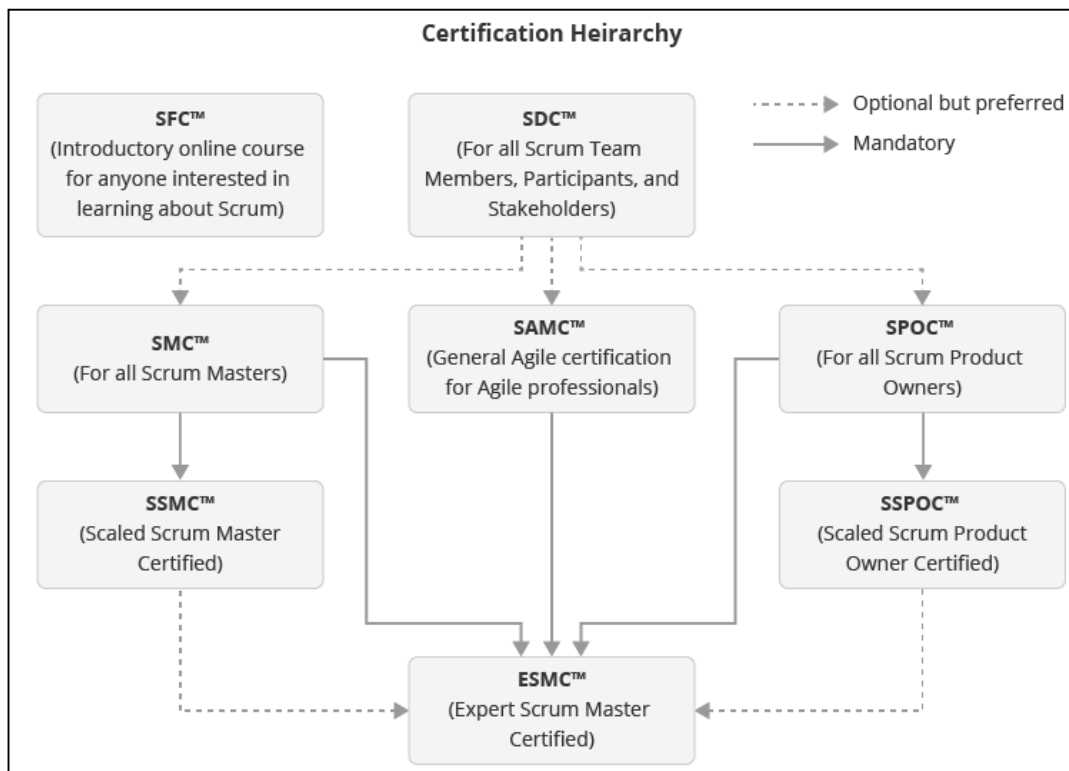 Certification Heirarchy
SFC™
(Introductory online course
for anyone interested in
learning about Scrum)
SDC™
(For all Scrum Team
Members, Participants, and
Stakeholders)
Optional but preferred
Mandatory
SMC™
(For all Scrum Masters)
SAMC™
(General Agile certification
for Agile professionals)
SPOC™
(For all Scrum Product
Owners)
SSMC™
(Scaled Scrum Master
Certified)
SSPOC™
(Scaled Scrum Product
Owner Certified)
ESMC™
(Expert Scrum Master
Certified)